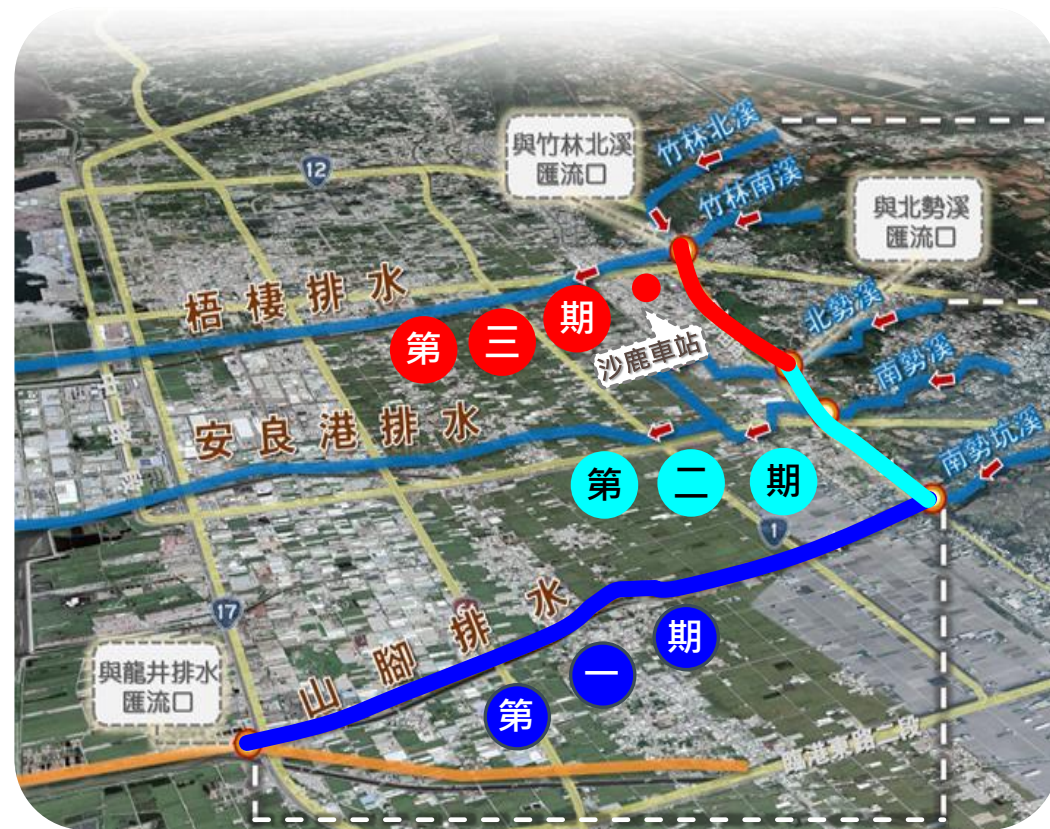 竹林北溪
與竹林北溪
匯流口
12
竹林南溪
與北勢溪
匯流口
梧棲排水
北勢溪
第三期
沙鹿車站
南勢溪
安良港排水
南勢坑溪
第二期
1
17
山腳排水
第一期
與龍井排水
匯流口
臨港東路二段